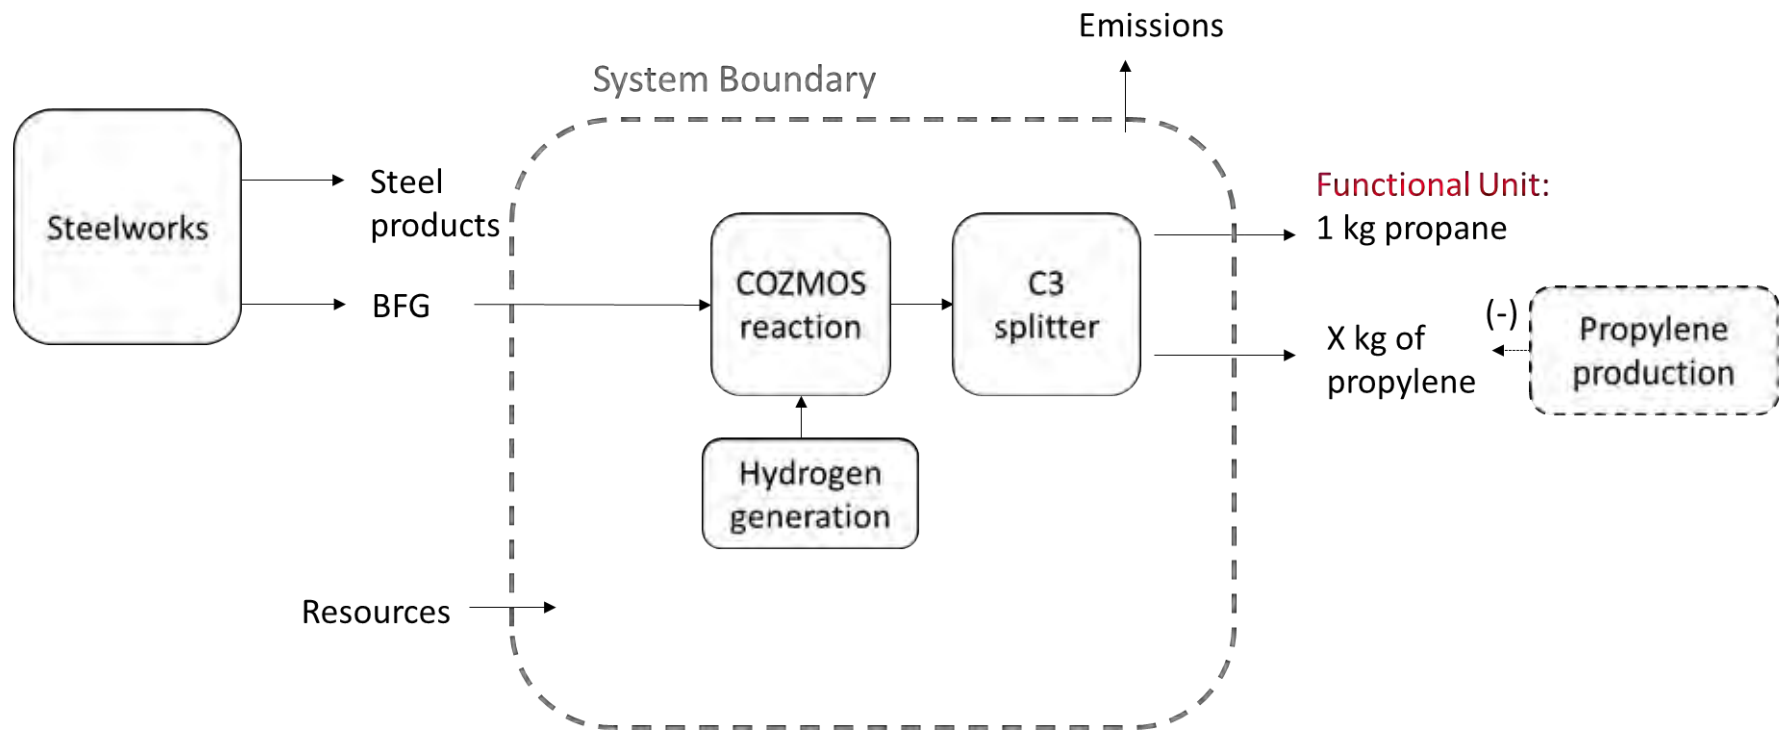 Emissions
System Boundary
Steelworks
Steel
products
BFG
COZMOS
reaction
C3
splitter
Hydrogen
generation
Resources
Functional Unit:
1 kg propane
X kg of
propylene
(-)
Propylene
production